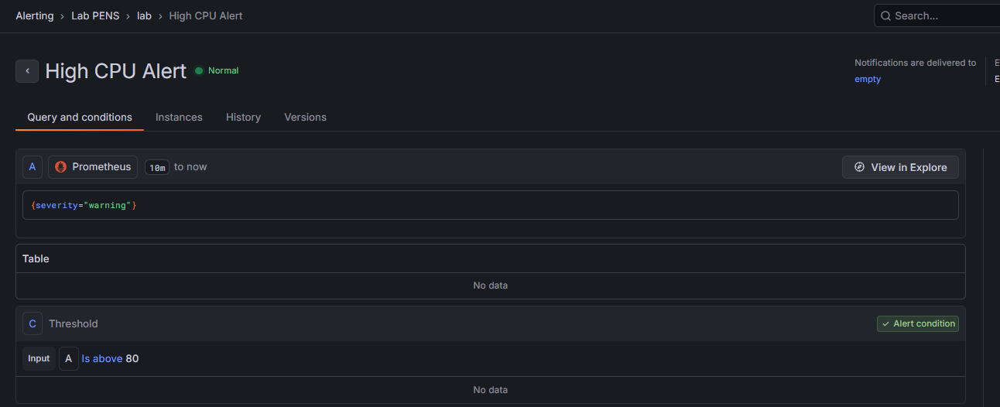 Alerting › Lab PENS › lab › High CPU Alert
Search...
High CPU Alert Normal
Notifications are delivered to
empty
E
E
Query and conditions Instances History Versions
A Prometheus 10m to now View in Explore
{severity="warning"}
Table
No data
C Threshold Alert condition
Input A Is above 80
No data